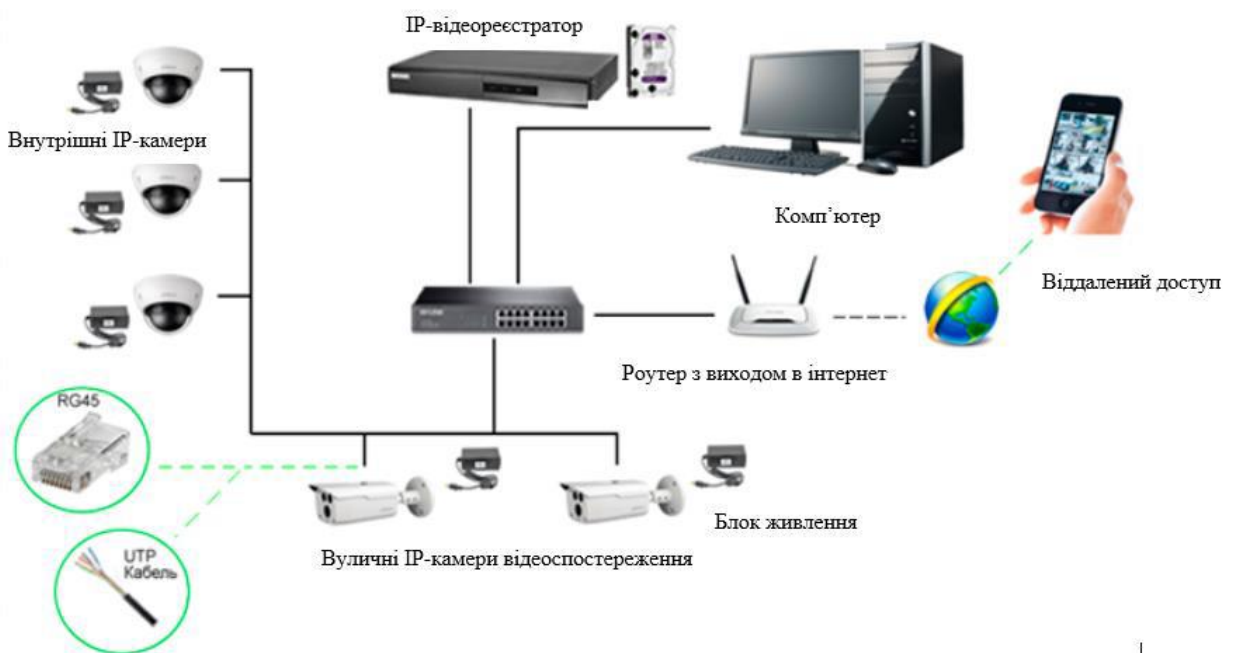 IP-відеореєстратор
Внутрішні IP-камери
Комп’ютер
Віддалений доступ
Роутер з виходом в інтернет
RG45
Блок живлення
UTP
Кабель
Вуличні IP-камери відеоспостереження